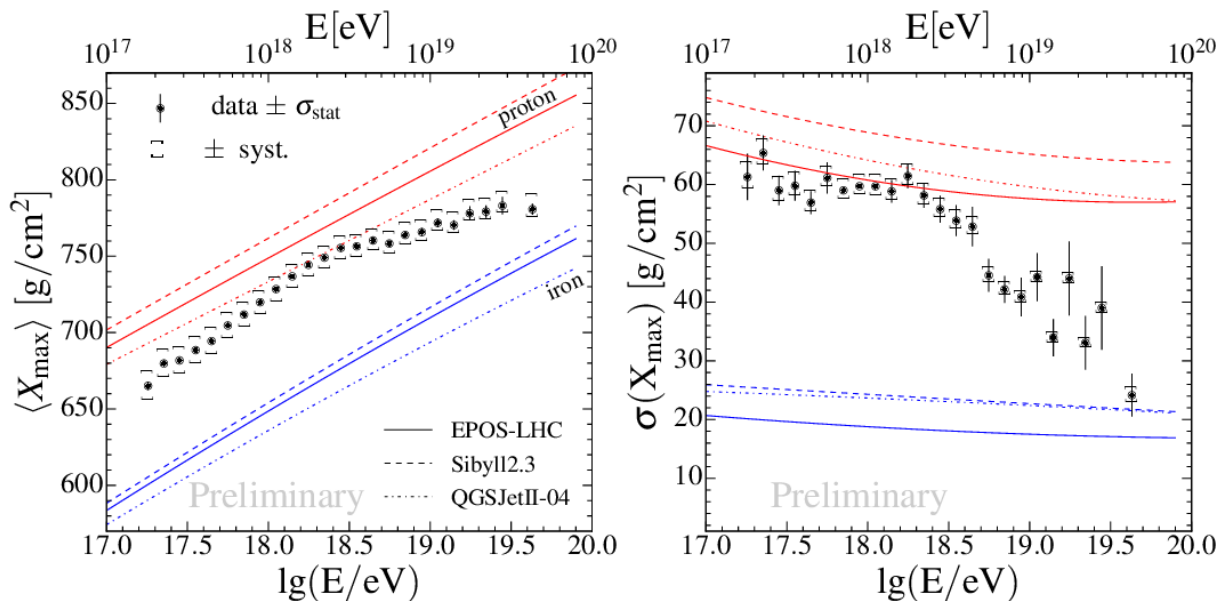 E[eV]
10^17 10^18 10^19 10^20
850
800
750
700
650
600
⟨X_max⟩ [g/cm^2]
data ± σ_stat
± syst.
proton
iron
EPOS-LHC
Sibyll2.3
QGSJetII-04
Preliminary
17.0 17.5 18.0 18.5 19.0 19.5 20.0
lg(E/eV)
E[eV]
10^17 10^18 10^19 10^20
70
60
50
40
30
20
10
σ(X_max) [g/cm^2]
Preliminary
17.0 17.5 18.0 18.5 19.0 19.5 20.0
lg(E/eV)